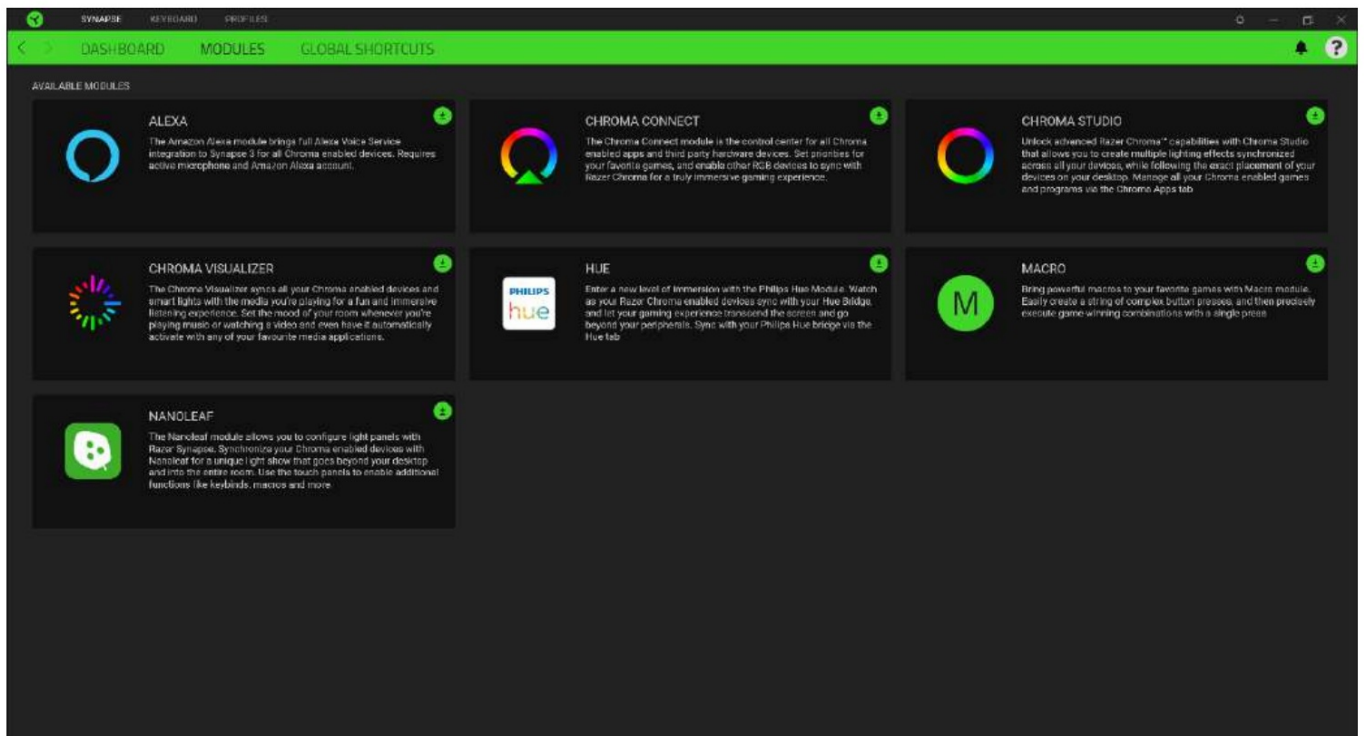 SYNAPSE KEYBOARD PROFILES
DASHBOARD MODULES GLOBAL SHORTCUTS
?
AVAILABLE MODULES
ALEXA
The Amazon Alexa module brings full Alexa Voice Service
integration to Synapse 3 for all Chroma enabled devices. Requires
active microphone and Amazon Alexa account.
CHROMA CONNECT
The Chroma Connect module is the control center for all Chroma
enabled apps and third party hardware devices. Set priorities for
your favorite games, and enable other RGB devices to sync with
Razer Chroma for a truly immersive gaming experience.
CHROMA STUDIO
Unlock advanced Razer Chroma™ capabilities with Chroma Studio
that allows you to create multiple lighting effects synchronized
across all your devices, while following the exact placement of your
devices on your desktop. Manage all your Chroma enabled games
and programs via the Chroma Apps tab
CHROMA VISUALIZER
The Chroma Visualizer syncs all your Chroma enabled devices and
smart lights with the media you're playing for a fun and immersive
listening experience. Set the mood of your room whenever you're
playing music or watching a video and even have it automatically
activate with any of your favourite media applications.
PHILIPS
hue
HUE
Enter a new level of immersion with the Philips Hue Module. Watch
as your Razer Chroma enabled devices sync with your Hue Bridge,
and let your gaming experience transcend the screen and go
beyond your peripherals. Sync with your Philips Hue bridge via the
Hue tab
M
MACRO
Bring powerful macros to your favorite games with Macro module.
Easily create a string of complex button presses, and then precisely
execute game-winning combinations with a single press
NANOLEAF
The Nanoleaf module allows you to configure light panels with
Razer Synapse. Synchronize your Chroma enabled devices with
Nanoleaf for a unique light show that goes beyond your desktop
and into the entire room. Use the touch panels to enable additional
functions like keybinds, macros and more.